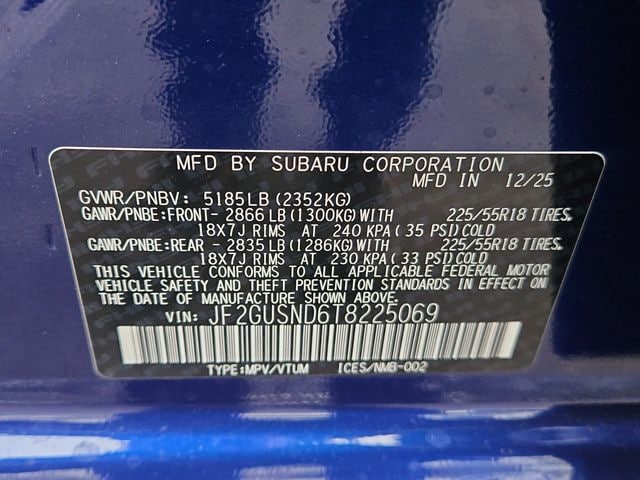 MFD BY SUBARU CORPORATION
MFD IN 12/25
GVWR/PNBV: 5185LB (2352KG)
GAWR/PNBE:FRONT- 2866 LB (1300KG) WITH 225/55R18 TIRES,
18X7J RIMS AT 240 KPA ( 35 PSI) COLD
GAWR/PNBE:REAR - 2835 LB (1286KG) WITH 225/55R18 TIRES,
18X7J RIMS AT 230 KPA ( 33 PSI) COLD
THIS VEHICLE CONFORMS TO ALL APPLICABLE FEDERAL MOTOR
VEHICLE SAFETY AND THEFT PREVENTION STANDARDS IN EFFECT ON
THE DATE OF MANUFACTURE SHOWN ABOVE.
VIN: JF2GUSND6T8225069
TYPE:MPV/VTUM ICES/NMB-002